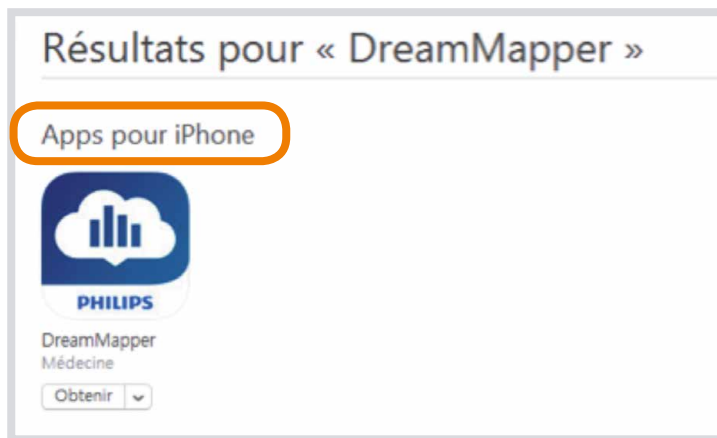 Résultats pour « DreamMapper »
Apps pour iPhone
PHILIPS
DreamMapper
Médecine
Obtenir